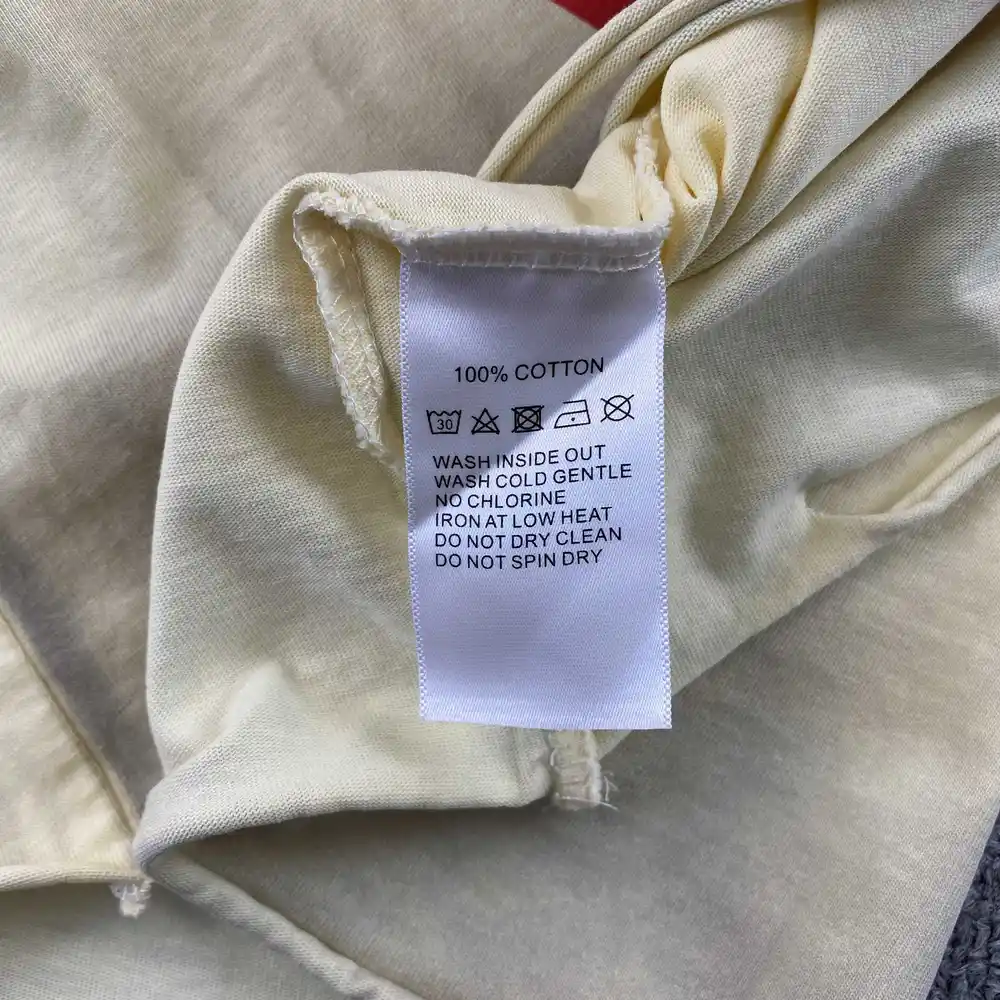 100% COTTON
30
WASH INSIDE OUT
WASH COLD GENTLE
NO CHLORINE
IRON AT LOW HEAT
DO NOT DRY CLEAN
DO NOT SPIN DRY